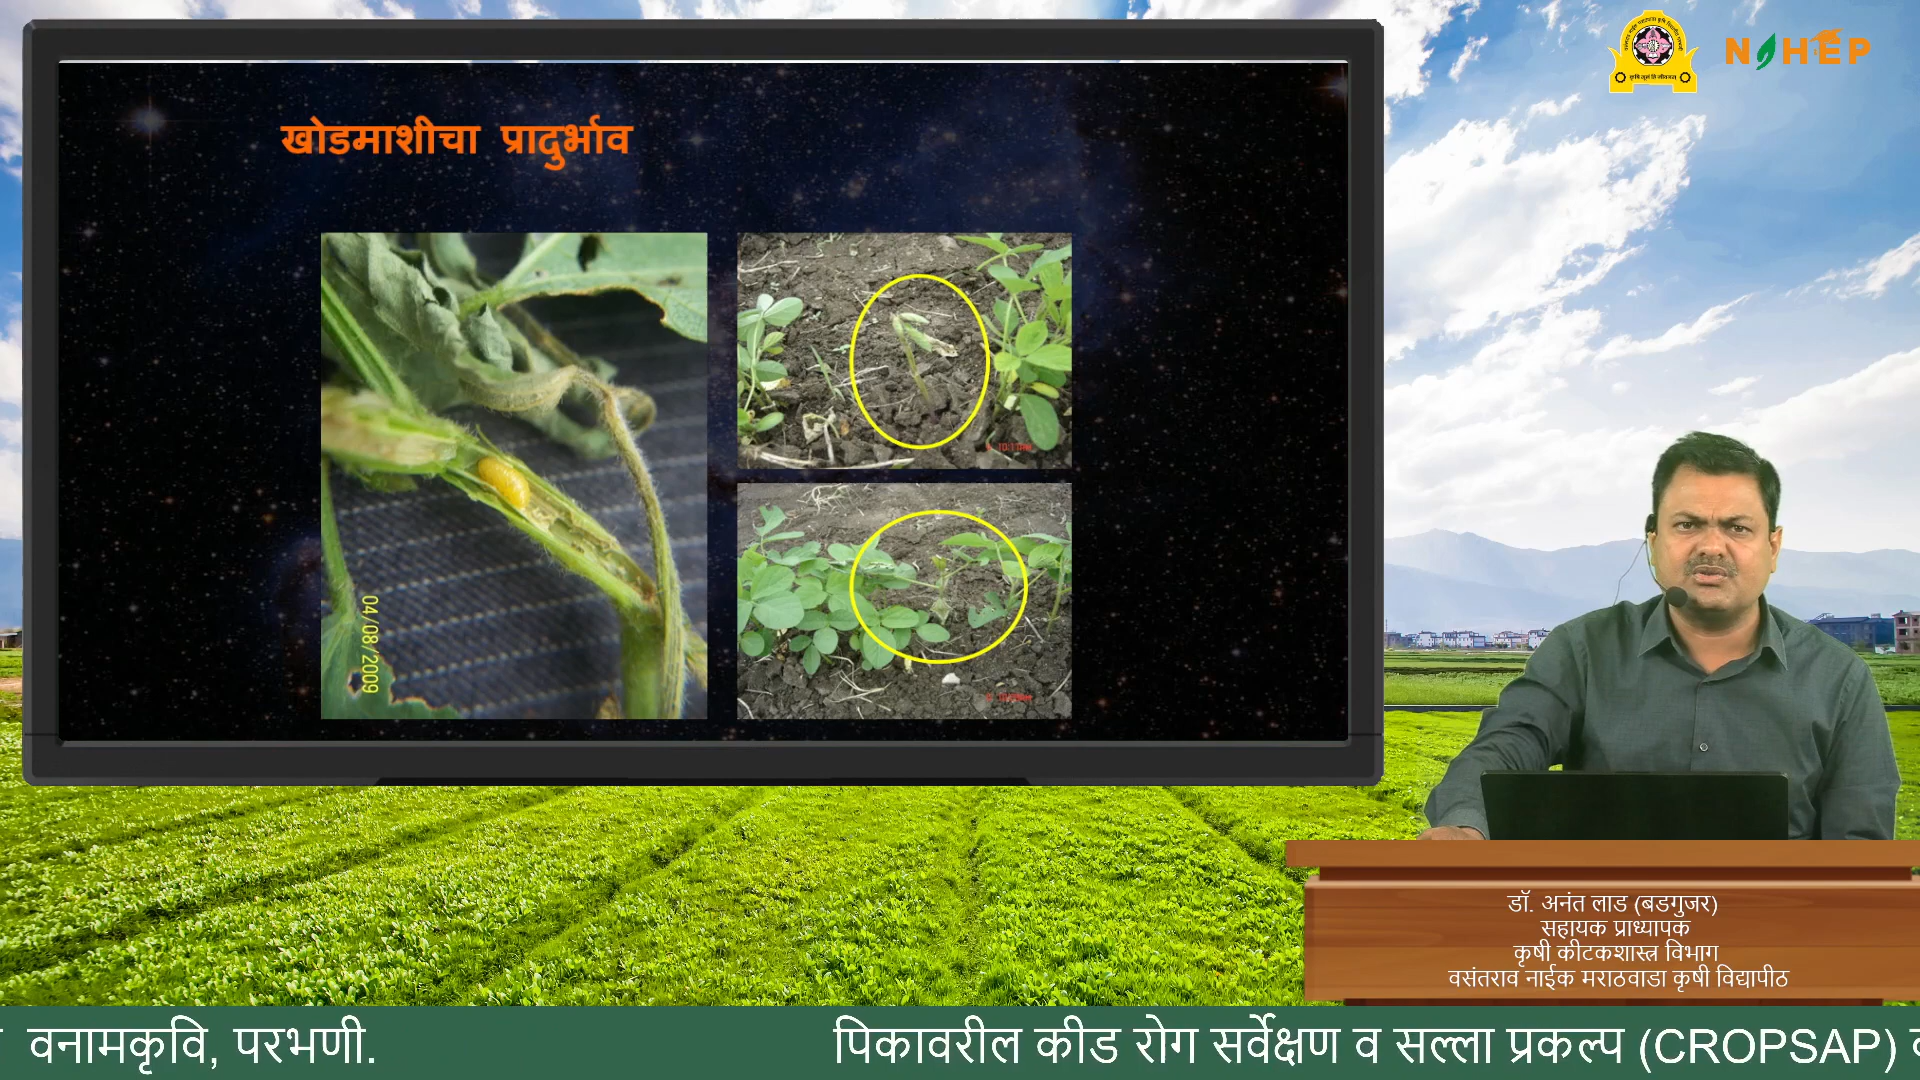 NAHEP
कृषि मूलं हि जीवनम्
खोडमाशीचा प्रादुर्भाव
04/08/2009
डॉ. अनंत लाड (बडगुजर)
सहायक प्राध्यापक
कृषी कीटकशास्त्र विभाग
वसंतराव नाईक मराठवाडा कृषी विद्यापीठ
वनामकृवि, परभणी. पिकावरील कीड रोग सर्वेक्षण व सल्ला प्रकल्प (CROPSAP)